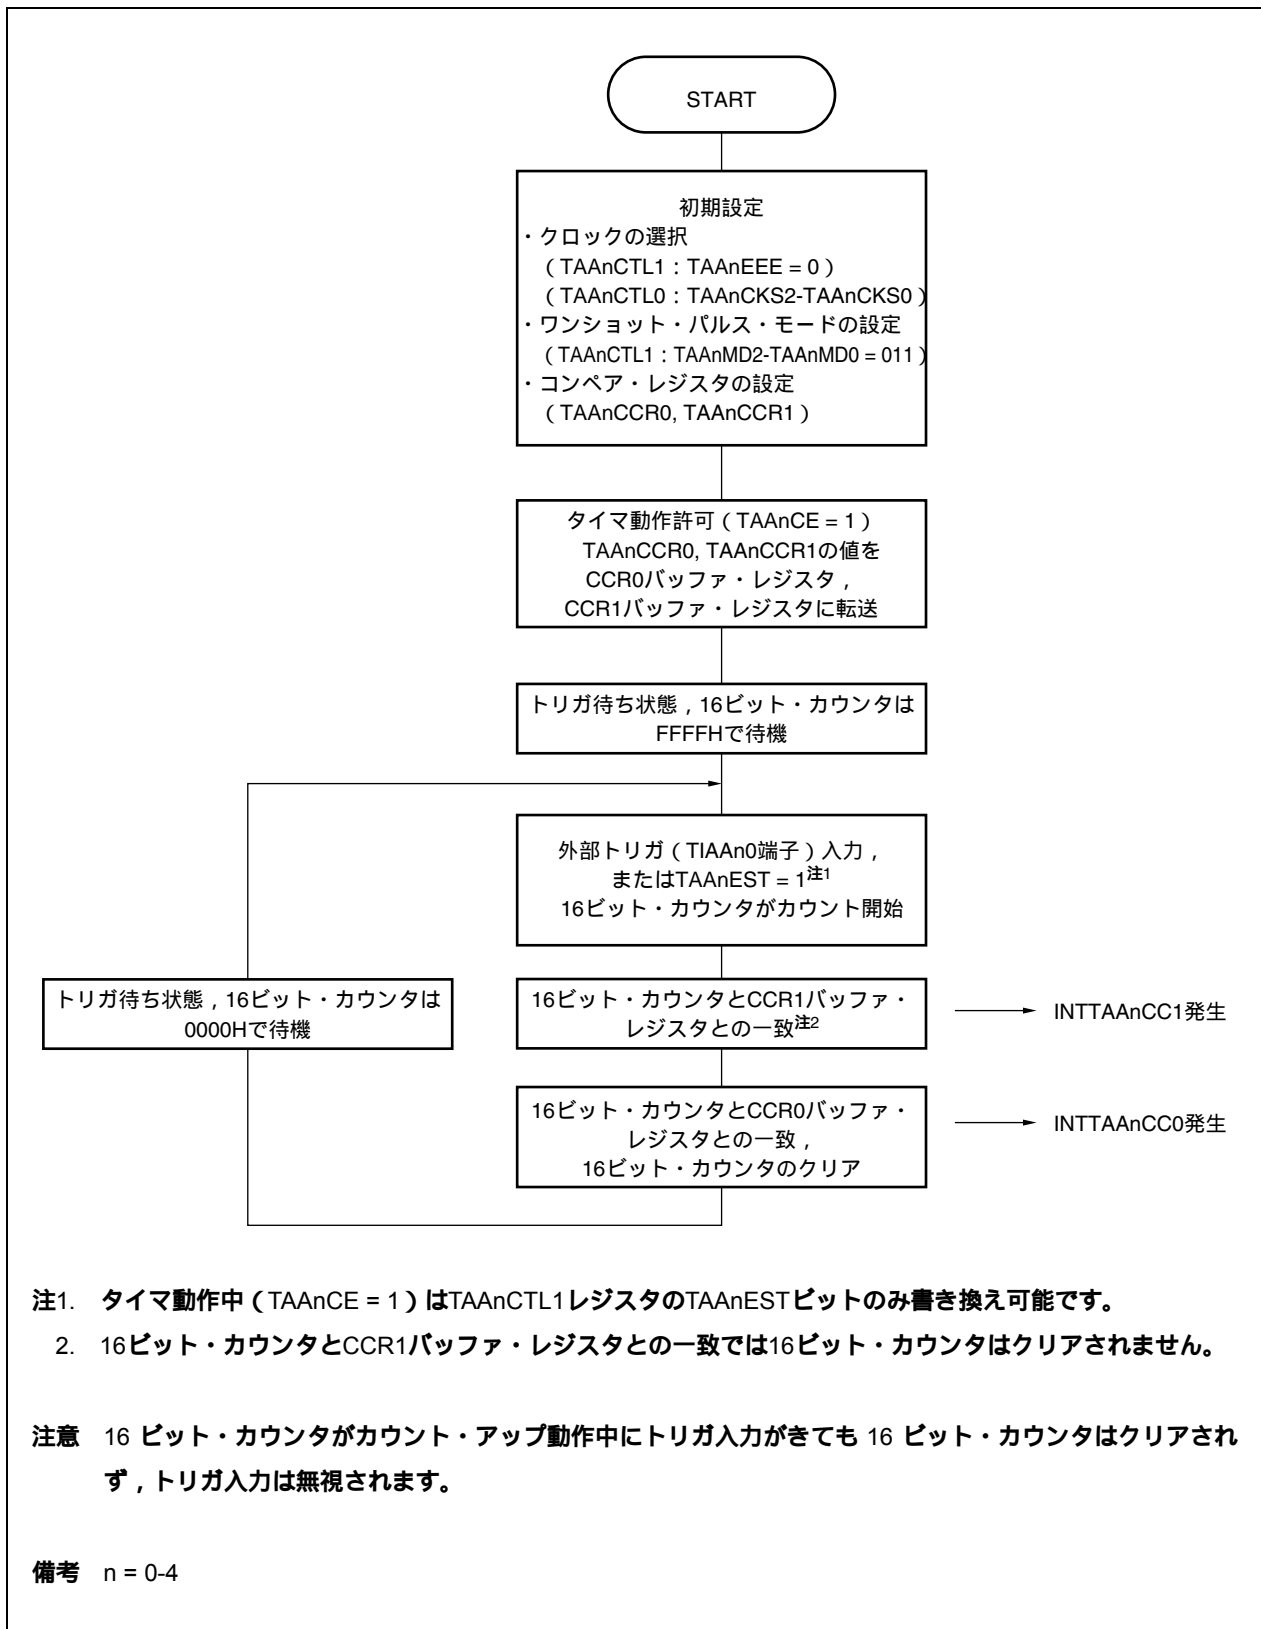 START
初期設定
・クロックの選択
（TAAnCTL1：TAAnEEE = 0）
（TAAnCTL0：TAAnCKS2-TAAnCKS0）
・ワンショット・パルス・モードの設定
（TAAnCTL1：TAAnMD2-TAAnMD0 = 011）
・コンペア・レジスタの設定
（TAAnCCR0, TAAnCCR1）
タイマ動作許可（TAAnCE = 1）
TAAnCCR0, TAAnCCR1の値を
CCR0バッファ・レジスタ，
CCR1バッファ・レジスタに転送
トリガ待ち状態，16ビット・カウンタは
FFFFHで待機
外部トリガ（TIAAn0端子）入力，
またはTAAnEST = 1注1
16ビット・カウンタがカウント開始
トリガ待ち状態，16ビット・カウンタは
0000Hで待機
16ビット・カウンタとCCR1バッファ・
レジスタとの一致注2
INTTAAnCC1発生
16ビット・カウンタとCCR0バッファ・
レジスタとの一致，
16ビット・カウンタのクリア
INTTAAnCC0発生
注1. タイマ動作中（TAAnCE = 1）はTAAnCTL1レジスタのTAAnESTビットのみ書き換え可能です。
2. 16ビット・カウンタとCCR1バッファ・レジスタとの一致では16ビット・カウンタはクリアされません。
注意 16 ビット・カウンタがカウント・アップ動作中にトリガ入力がきても 16 ビット・カウンタはクリアされ
ず，トリガ入力は無視されます。
備考 n = 0-4